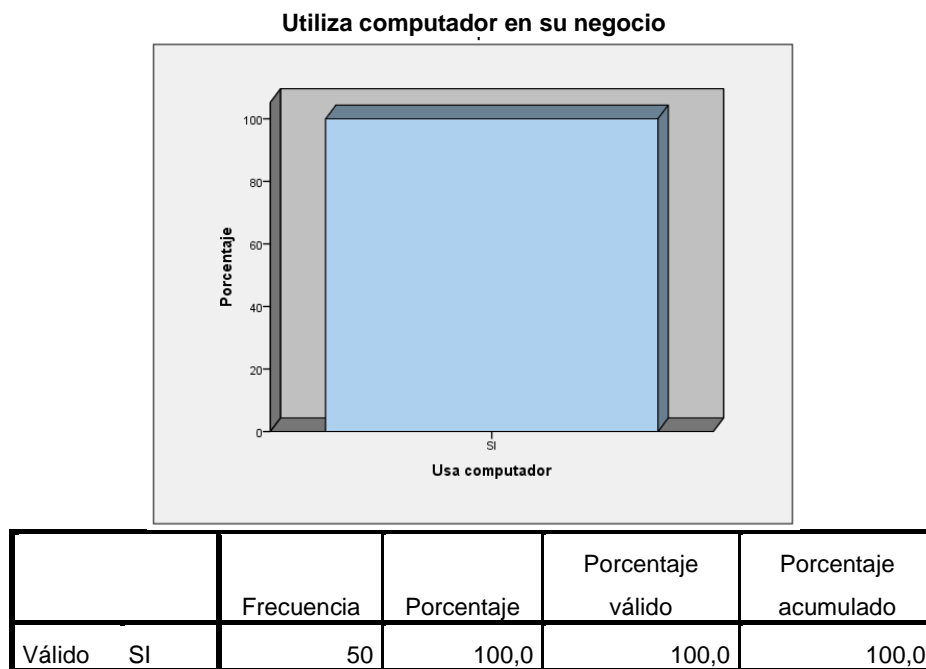 Utiliza computador en su negocio
100
80
60
40
20
0
Porcentaje
SI
Usa computador
Frecuencia Porcentaje Porcentaje válido Porcentaje acumulado
Válido SI 50 100,0 100,0 100,0